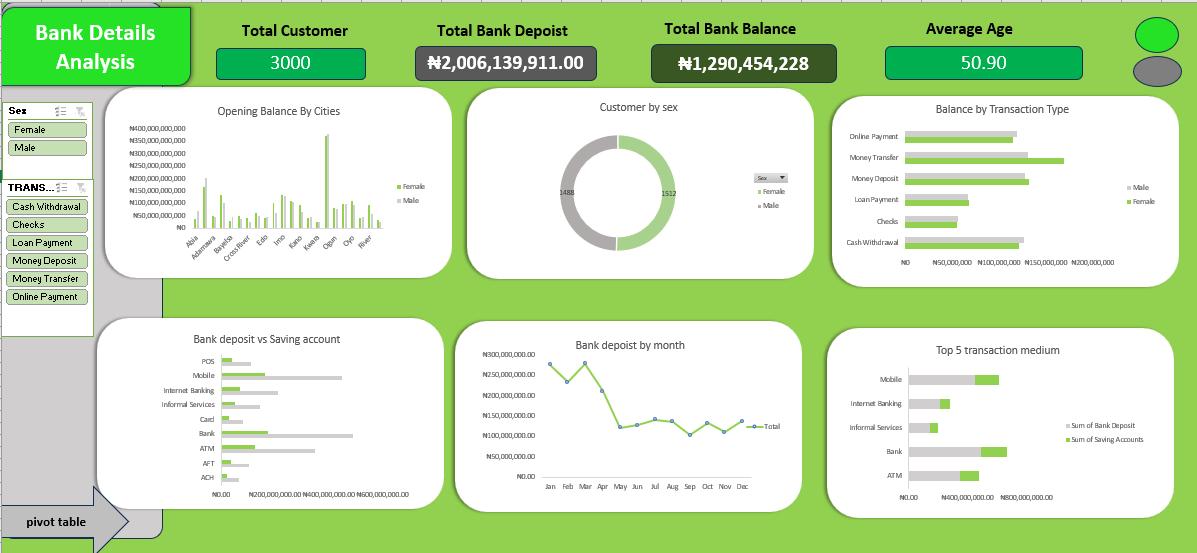 Bank Details
Analysis
Total Customer
3000
Total Bank Depoist
₦2,006,139,911.00
Total Bank Balance
₦1,290,454,228
Average Age
50.90
Sex
Female
Male
TRANS...
Cash Withdrawal
Checks
Loan Payment
Money Deposit
Money Transfer
Online Payment
pivot table
Opening Balance By Cities
₦400,000,000,000
₦350,000,000,000
₦300,000,000,000
₦250,000,000,000
₦200,000,000,000
₦150,000,000,000
₦100,000,000,000
₦50,000,000,000
₦0
Abia
Adamawa
Bayelsa
Cross River
Edo
Imo
Kano
Kwara
Ogun
Oyo
River
Female
Male
Customer by sex
1488
1512
Sex
Female
Male
Balance by Transaction Type
Online Payment
Money Transfer
Money Deposit
Loan Payment
Checks
Cash Withdrawal
₦0 ₦50,000,000 ₦100,000,000 ₦150,000,000 ₦200,000,000
Male
Female
Bank deposit vs Saving account
POS
Mobile
Internet Banking
Informal Services
Card
Bank
ATM
AFT
ACH
₦0.00 ₦200,000,000.00 ₦400,000,000.00 ₦600,000,000.00
Bank depoist by month
₦300,000,000.00
₦250,000,000.00
₦200,000,000.00
₦150,000,000.00
₦100,000,000.00
₦50,000,000.00
₦0.00
Jan Feb Mar Apr May Jun Jul Aug Sep Oct Nov Dec
Total
Top 5 transaction medium
Mobile
Internet Banking
Informal Services
Bank
ATM
₦0.00 ₦400,000,000.00 ₦800,000,000.00
Sum of Bank Deposit
Sum of Saving Accounts